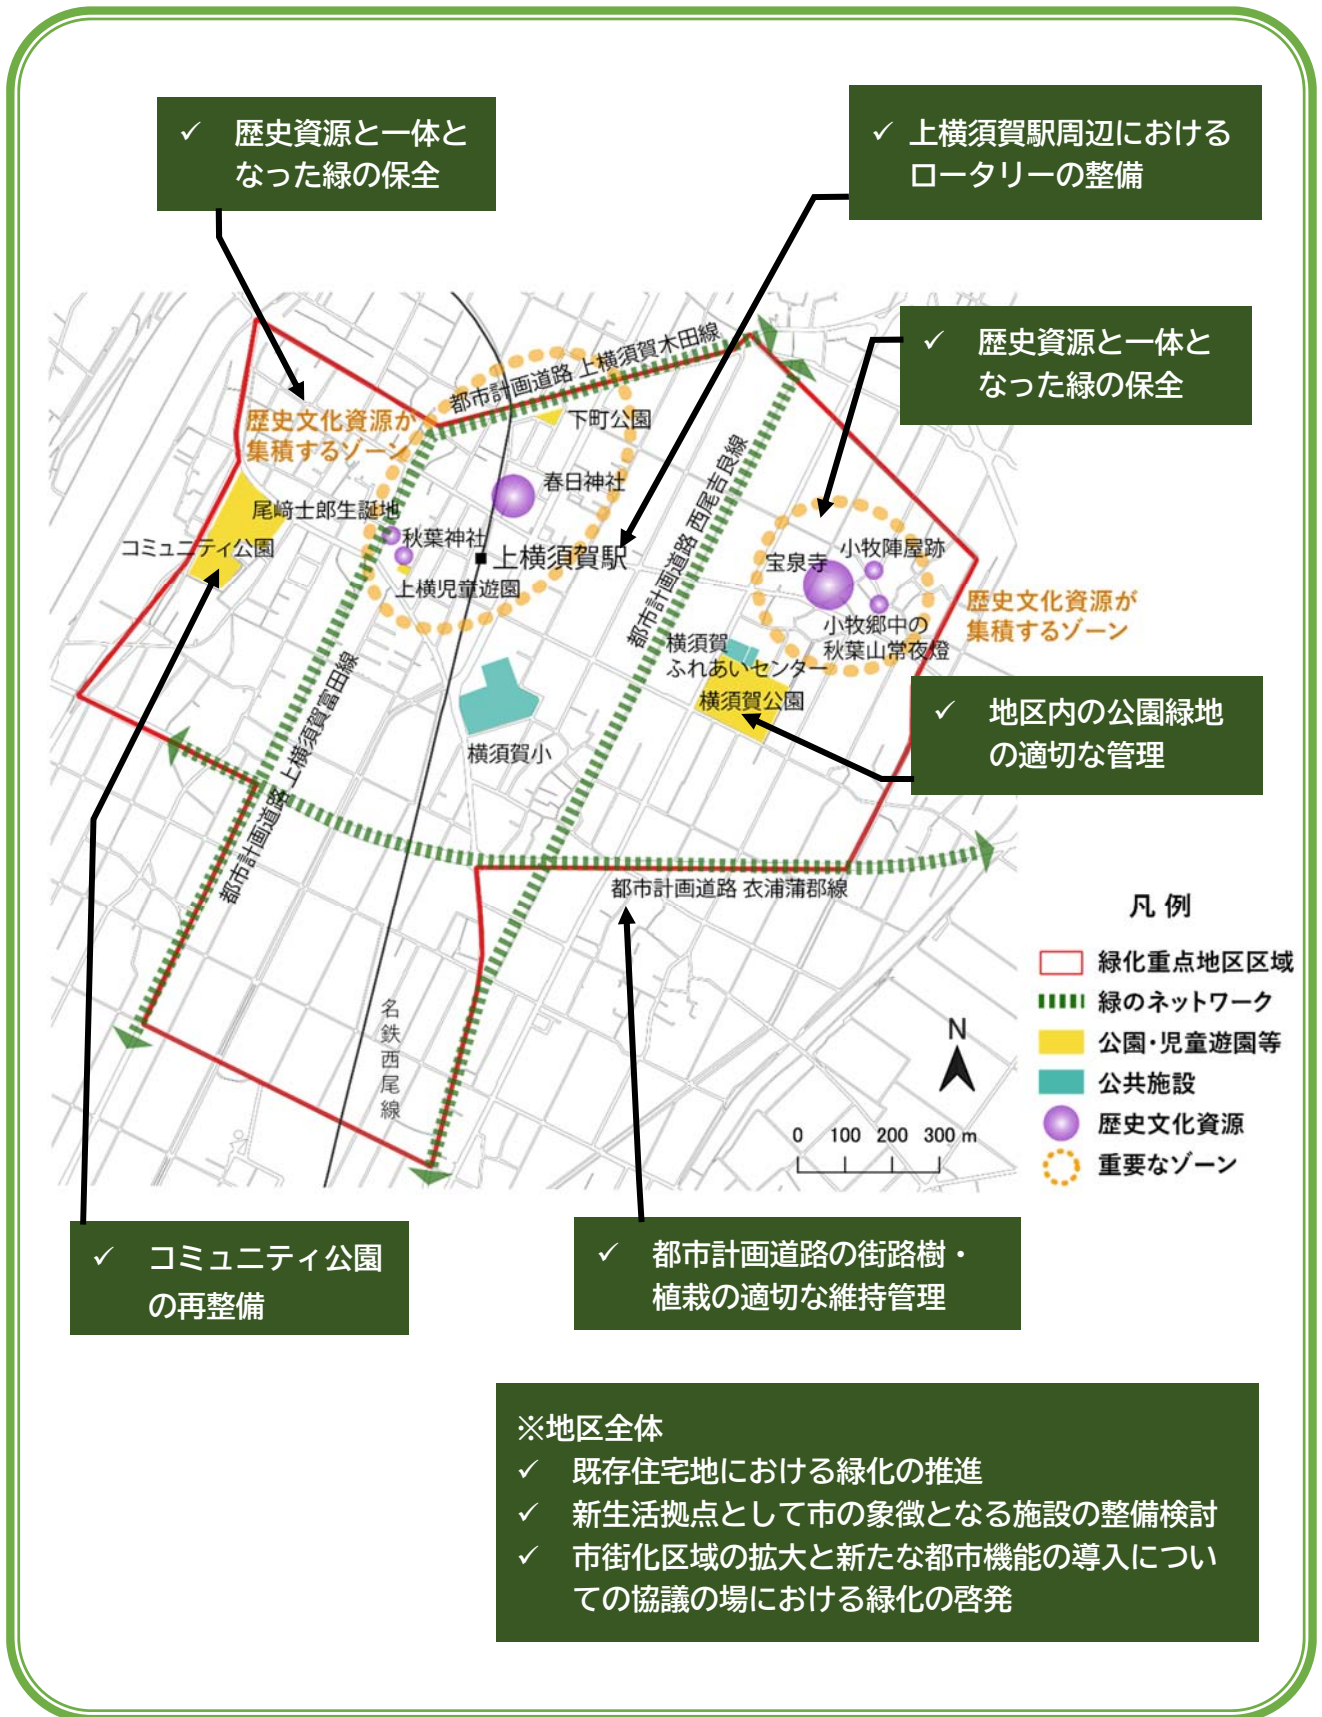 ✓ 歴史資源と一体と
なった緑の保全
✓ 上横須賀駅周辺における
ロータリーの整備
✓ 歴史資源と一体と
なった緑の保全
都市計画道路 上横須賀木田線
歴史文化資源が
集積するゾーン
下町公園
春日神社
都市計画道路 西尾吉良線
尾﨑士郎生誕地
秋葉神社
コミュニティ公園
上横須賀駅
上横児童遊園
宝泉寺
小牧陣屋跡
歴史文化資源が
集積するゾーン
小牧郷中の
秋葉山常夜燈
横須賀
ふれあいセンター
横須賀公園
✓ 地区内の公園緑地
の適切な管理
都市計画道路 上横須賀富田線
横須賀小
都市計画道路 衣浦蒲郡線
名鉄西尾線
凡例
緑化重点地区区域
緑のネットワーク
公園・児童遊園等
公共施設
歴史文化資源
重要なゾーン
N
0 100 200 300 m
✓ コミュニティ公園
の再整備
✓ 都市計画道路の街路樹・
植栽の適切な維持管理
※地区全体
✓ 既存住宅地における緑化の推進
✓ 新生活拠点として市の象徴となる施設の整備検討
✓ 市街化区域の拡大と新たな都市機能の導入につい
ての協議の場における緑化の啓発